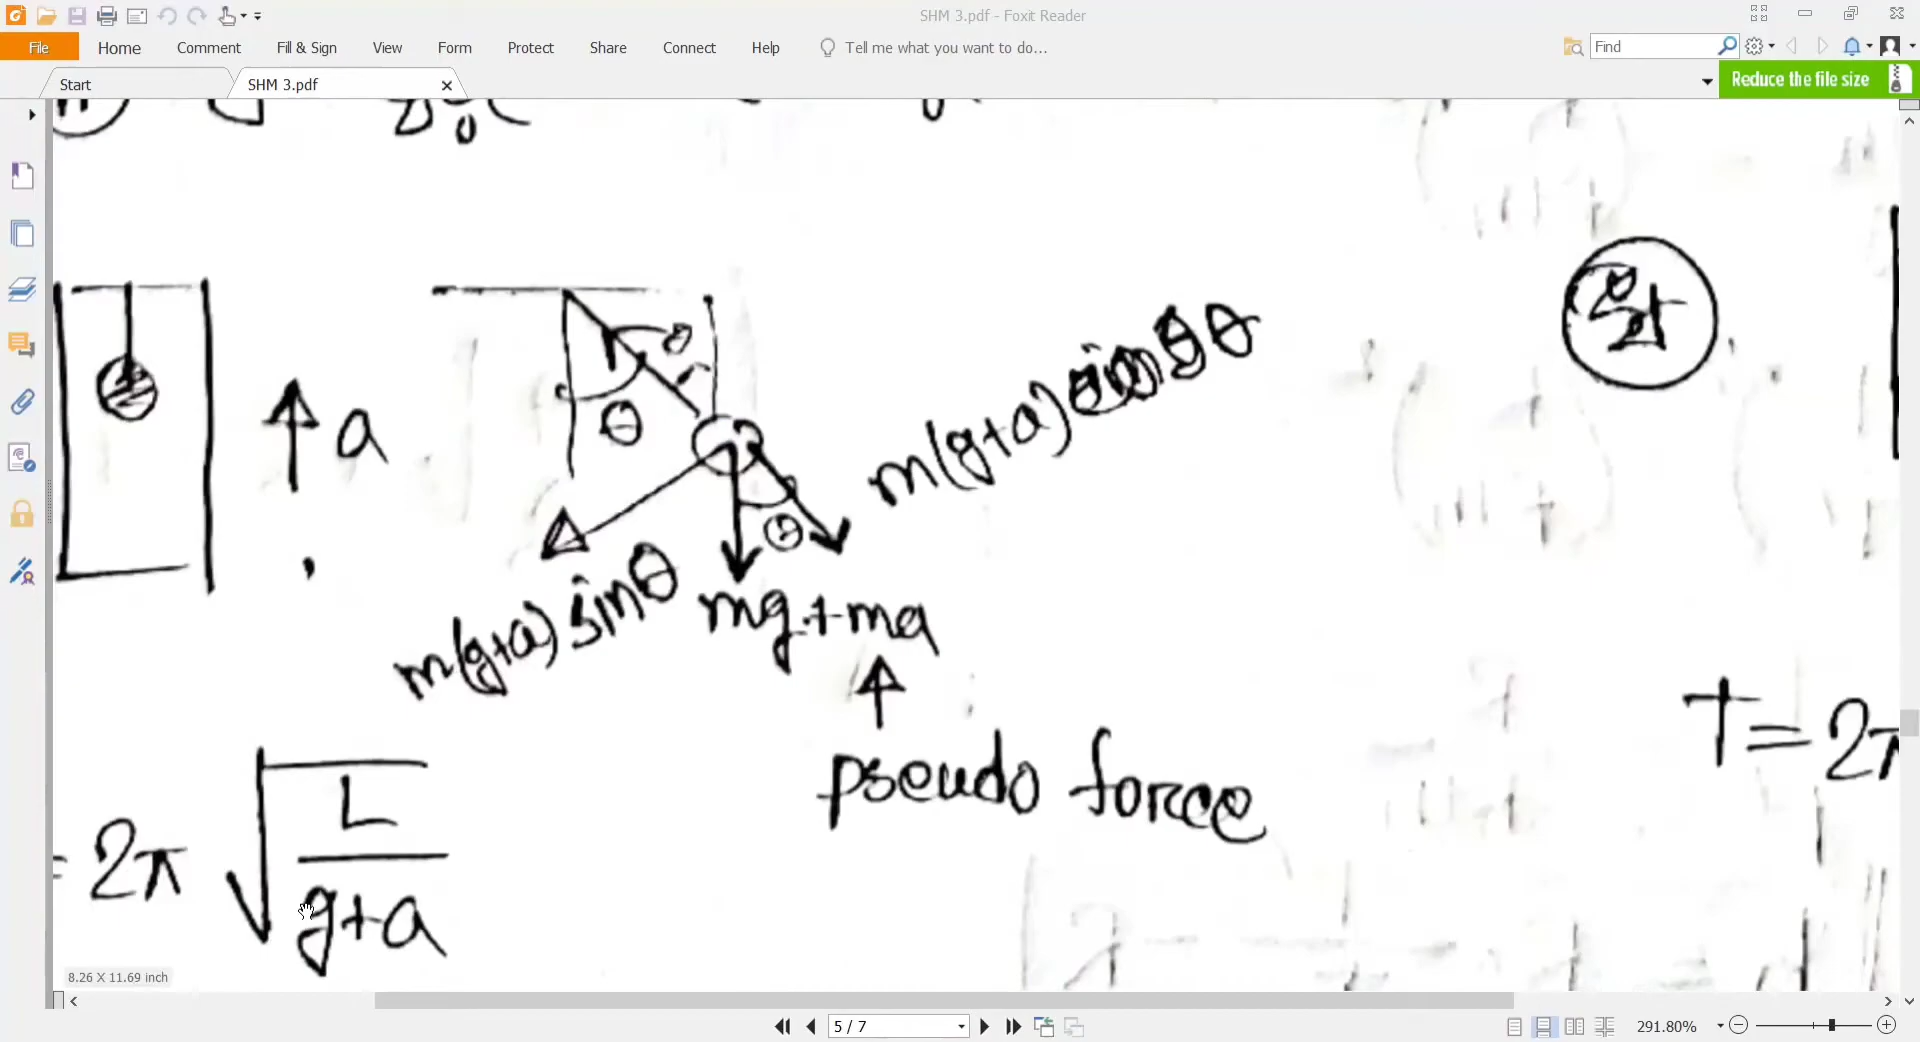 SHM 3.pdf - Foxit Reader
File Home Comment Fill & Sign View Form Protect Share Connect Help Tell me what you want to do... Find
Start SHM 3.pdf Reduce the file size
a
θ
θ
m(g+a) θ
m(g+a) sinθ
mg+ma
pseudo force
T = 2π
= 2π √ L
g+a
8.26 X 11.69 inch
5 / 7 291.80%